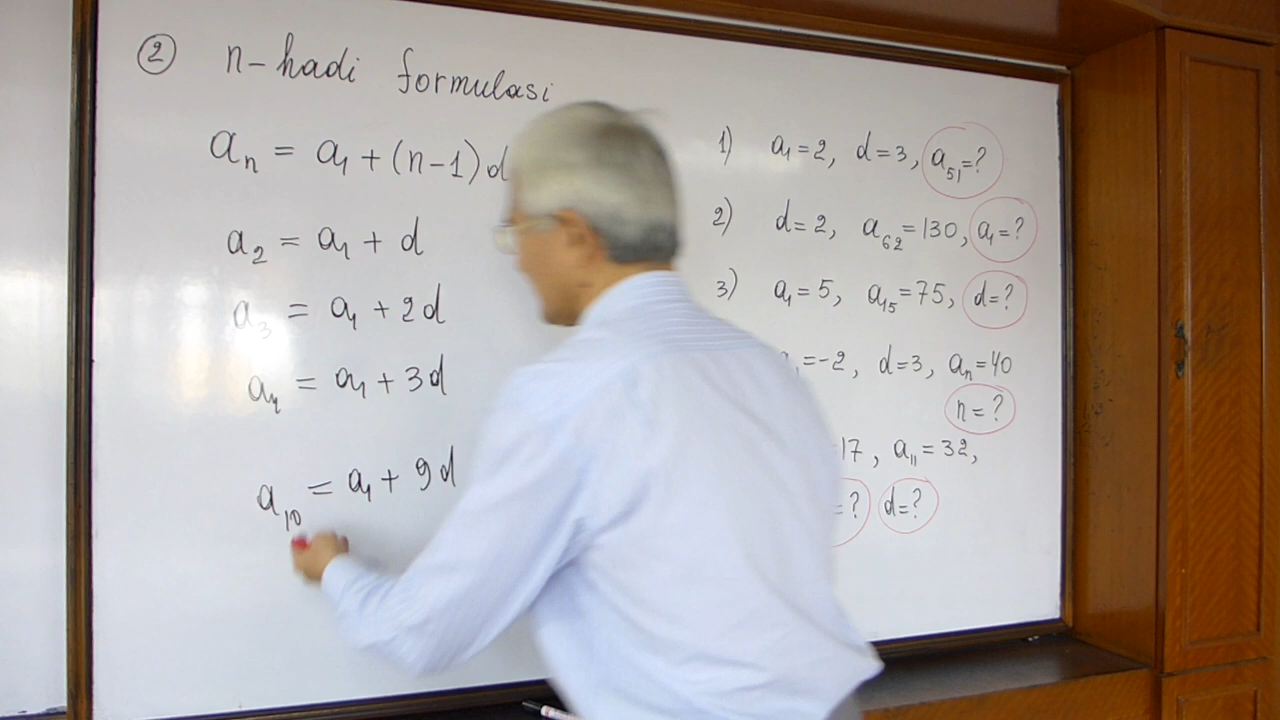 ② n-hadi formulasi
aₙ = a₁ + (n-1)d
a₂ = a₁ + d
a₃ = a₁ + 2d
a₄ = a₁ + 3d
a₁₀ = a₁ + 9d
1) a₁=2, d=3, a₅₁=?
2) d=2, a₆₂=130, a₁=?
3) a₁=5, a₁₅=75, d=?
=-2, d=3, aₙ=40
n=?
17, a₁₁=32,
=? d=?